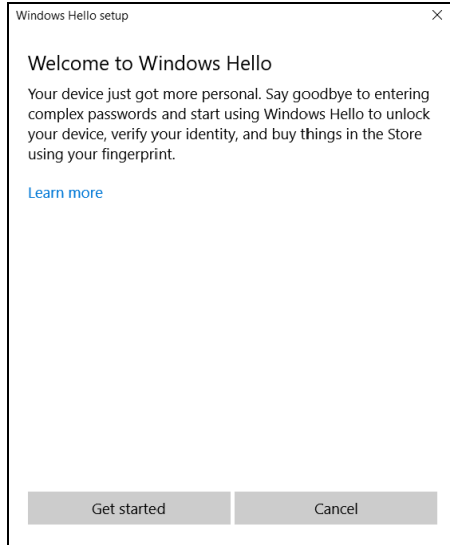 Windows Hello setup
Welcome to Windows Hello
Your device just got more personal. Say goodbye to entering
complex passwords and start using Windows Hello to unlock
your device, verify your identity, and buy things in the Store
using your fingerprint.
Learn more
Get started
Cancel